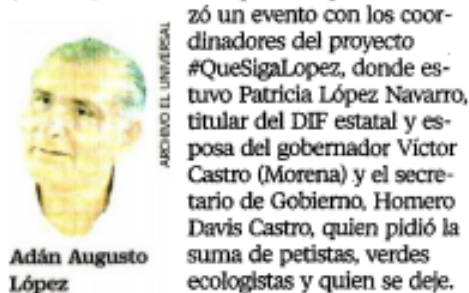 zó un evento con los coor-
dinadores del proyecto
#QueSigaLopez, donde es-
tuvo Patricia López Navarro,
titular del DIF estatal y es-
posa del gobernador Víctor
Castro (Morena) y el secre-
tario de Gobierno, Homero
Davis Castro, quien pidió la
suma de petistas, verdes
ecologistas y quien se deje.
ARCHIVO EL UNIVERSAL
Adán Augusto
López